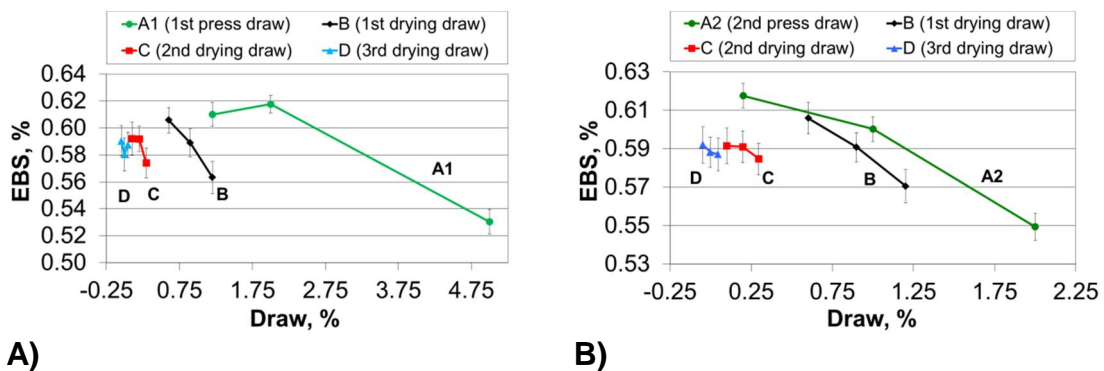 A1 (1st press draw) B (1st drying draw)
C (2nd drying draw) D (3rd drying draw)
0.64
0.62
0.60
0.58
0.56
0.54
0.52
0.50
EBS, %
A1
D C B
-0.25 0.75 1.75 2.75 3.75 4.75
Draw, %
A)
A2 (2nd press draw) B (1st drying draw)
C (2nd drying draw) D (3rd drying draw)
0.63
0.61
0.59
0.57
0.55
0.53
EBS, %
D C B A2
-0.25 0.25 0.75 1.25 1.75 2.25
Draw, %
B)